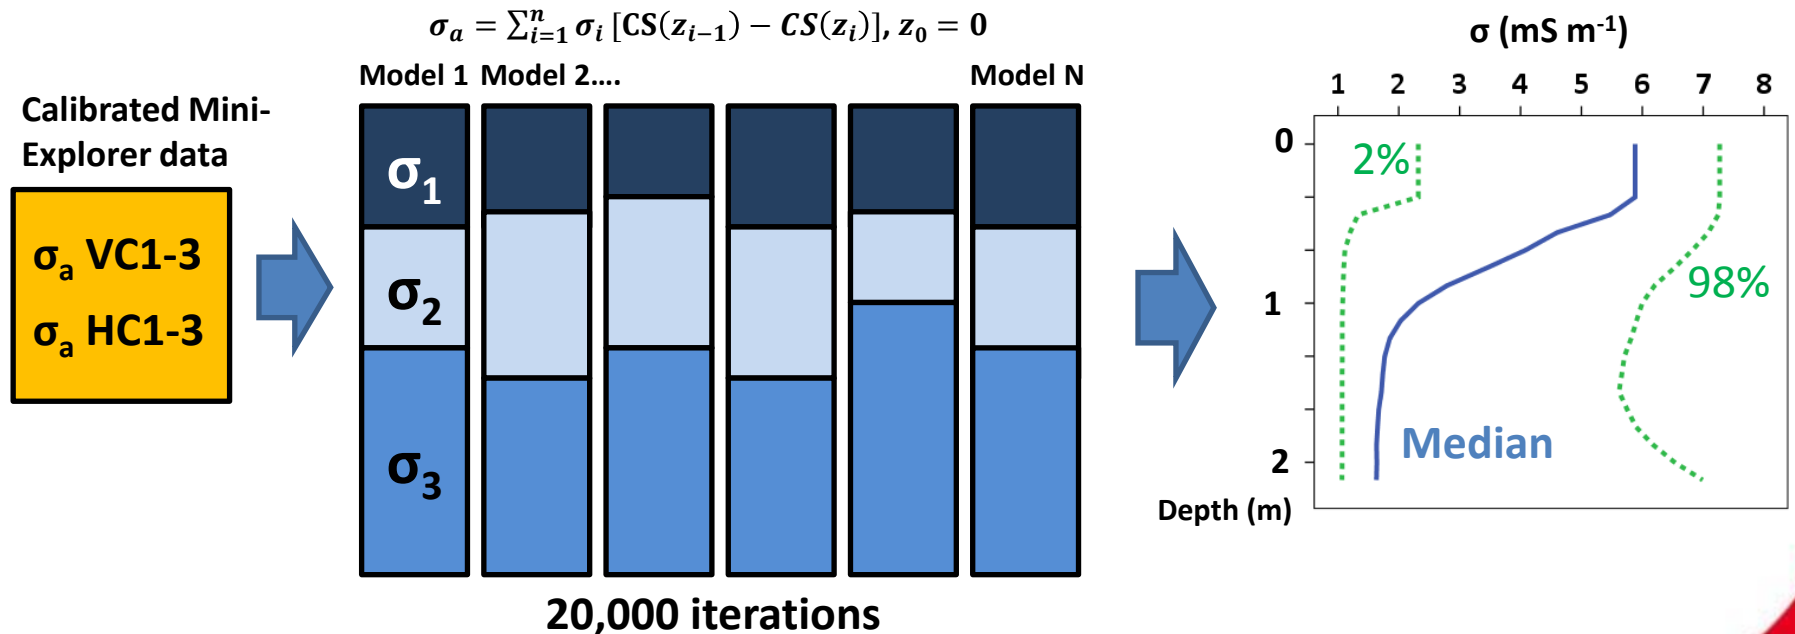 σₐ = ∑ⁿᵢ₌₁ σᵢ [CS(zᵢ₋₁) − CS(zᵢ)], z₀ = 0
Model 1 Model 2.... Model N
Calibrated Mini-
Explorer data
σₐ VC1-3
σₐ HC1-3
σ₁
σ₂
σ₃
20,000 iterations
σ (mS m⁻¹)
1 2 3 4 5 6 7 8
0
2%
98%
1
Median
2
Depth (m)